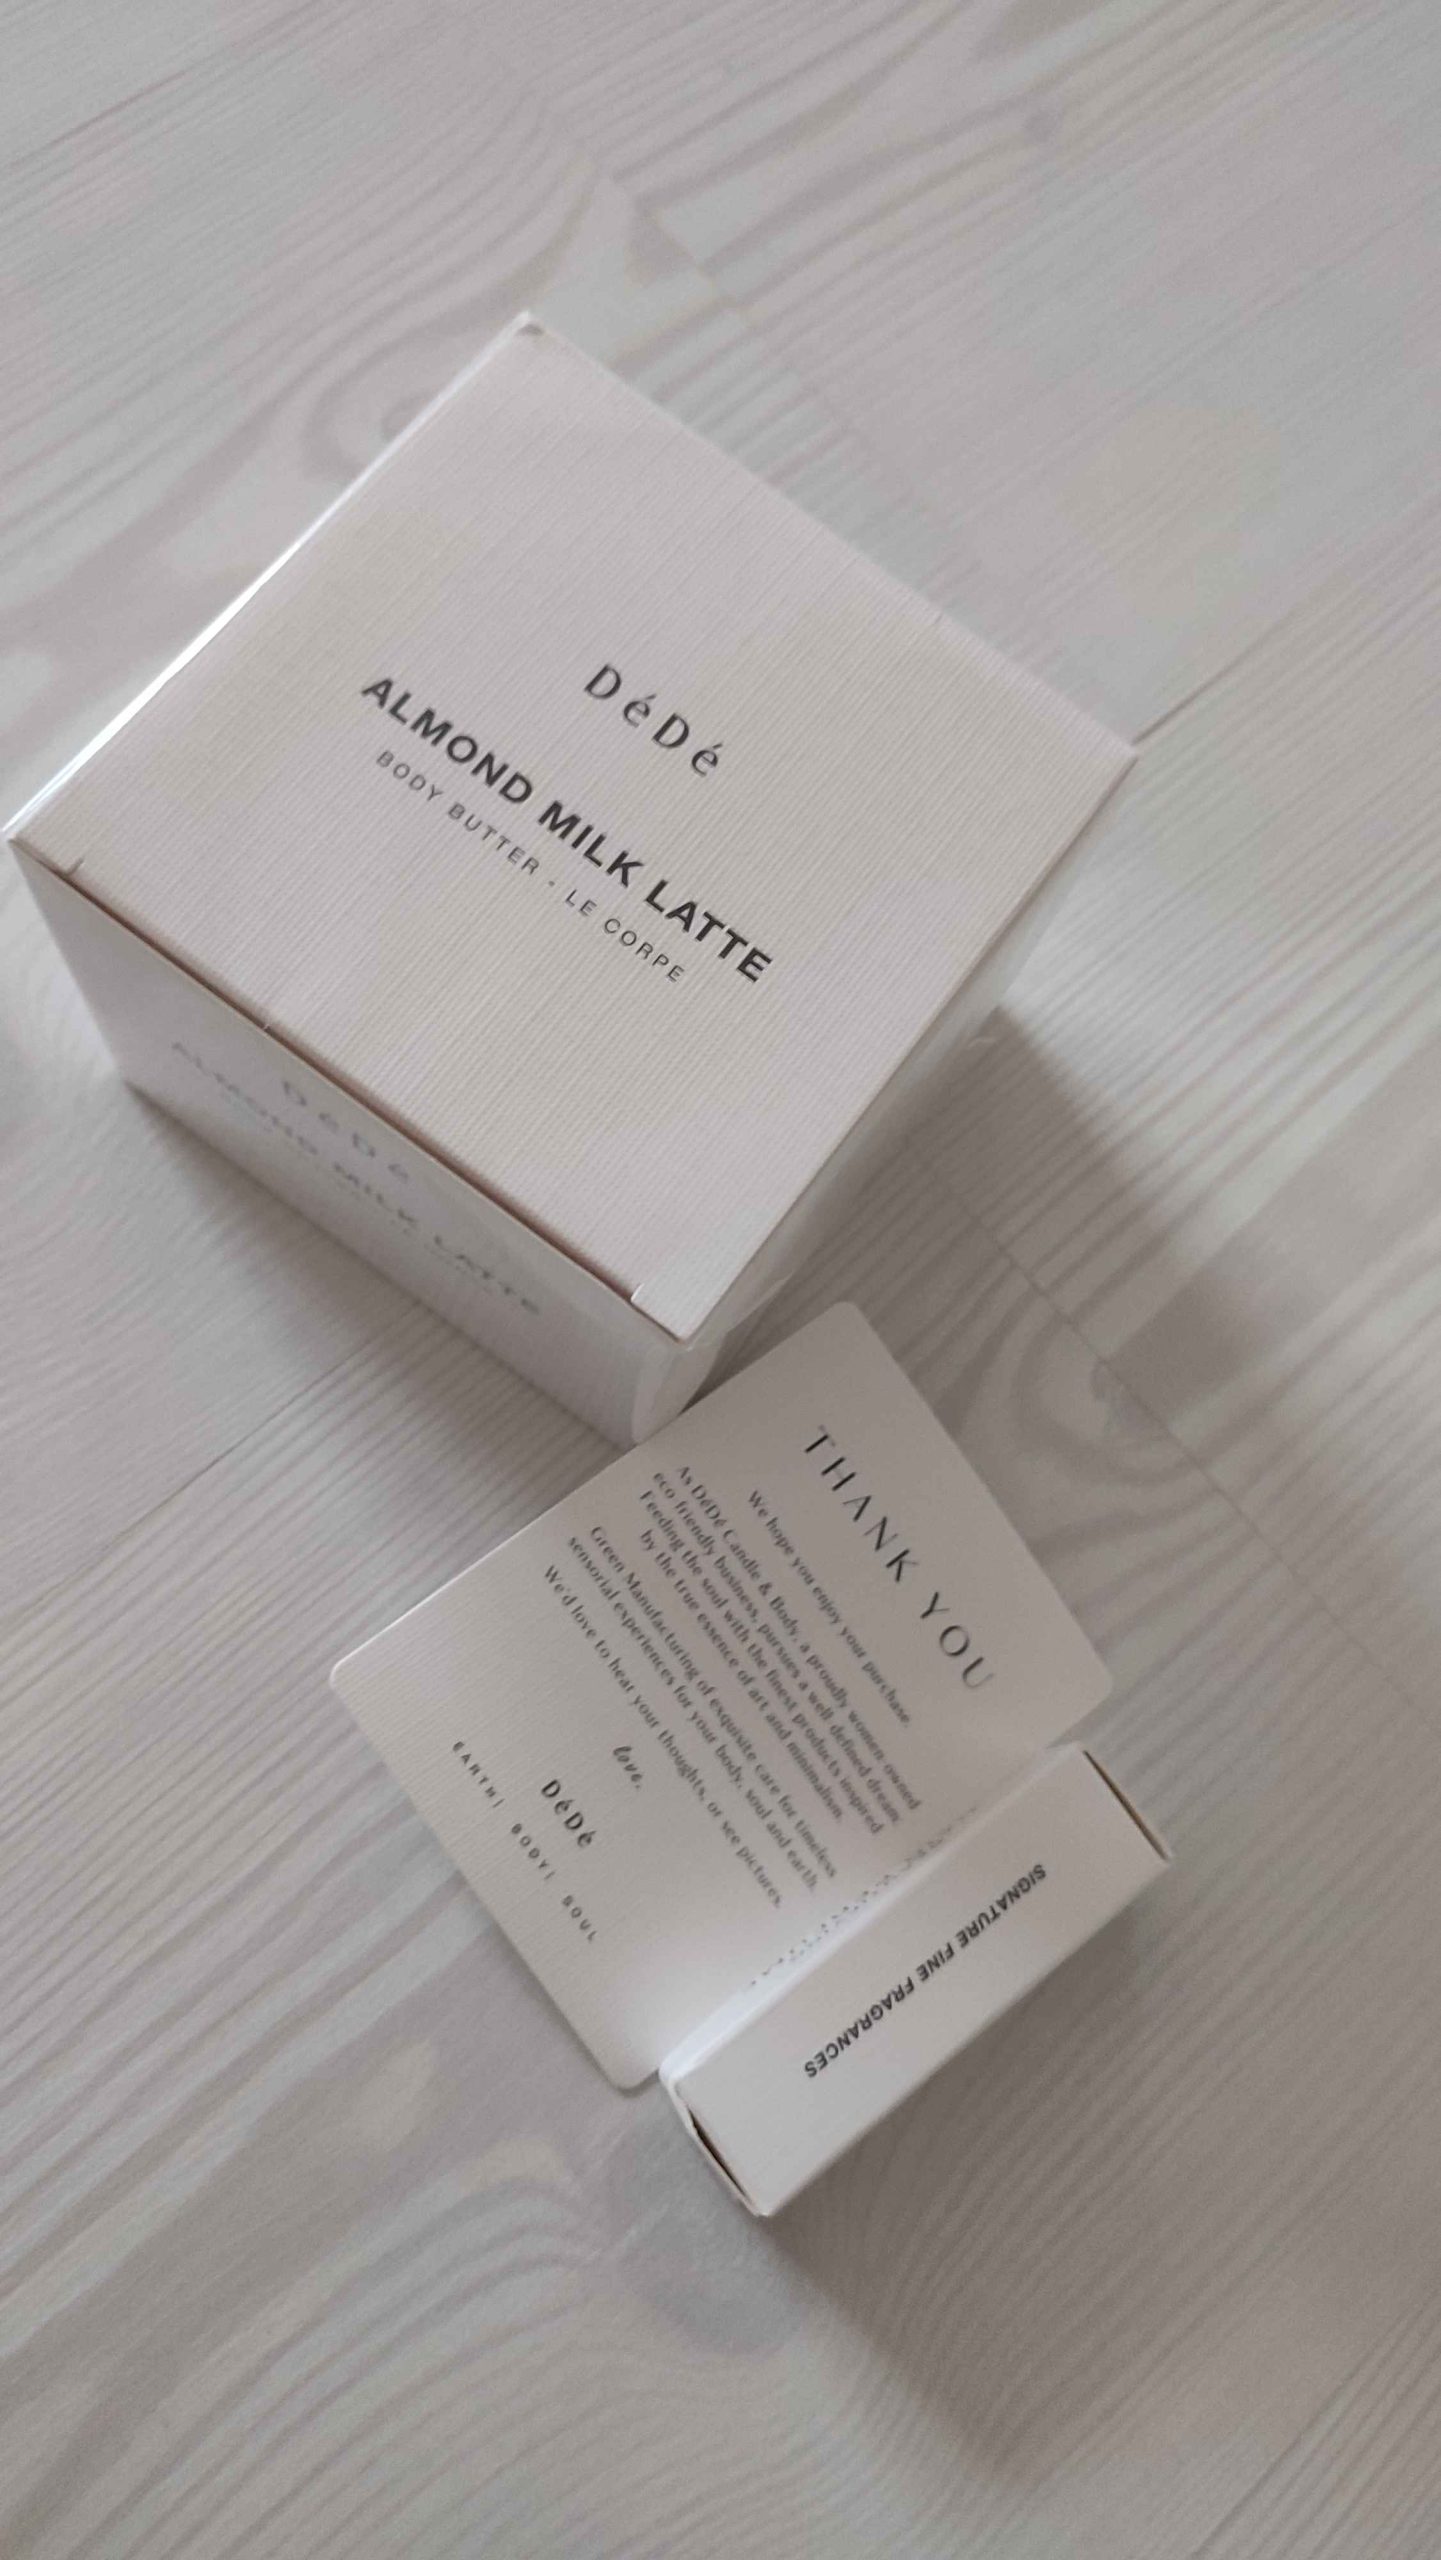 DéDé
ALMOND MILK LATTE
BODY BUTTER - LE CORPE
DéDé
ALMOND MILK LATTE
THANK YOU
We hope you enjoy your purchase.
As DéDé Candle & Body, a proudly women owned
eco friendly business, pursues a well defined dream;
Feeding the soul with the finest products inspired
by the true essence of art and minimalism.
Green Manufacturing of exquisite care for timeless
sensorial experiences for your body, soul and earth.
We'd love to hear your thoughts, or see pictures.
love,
DéDé
EARTH| BODY| SOUL
SIGNATURE FINE FRAGRANCES